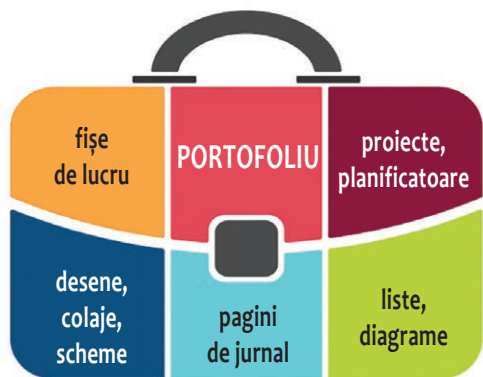 fișe
de lucru
PORTOFOLIU
proiecte,
planificatoare
desene,
colaje,
scheme
pagini
de jurnal
liste,
diagrame